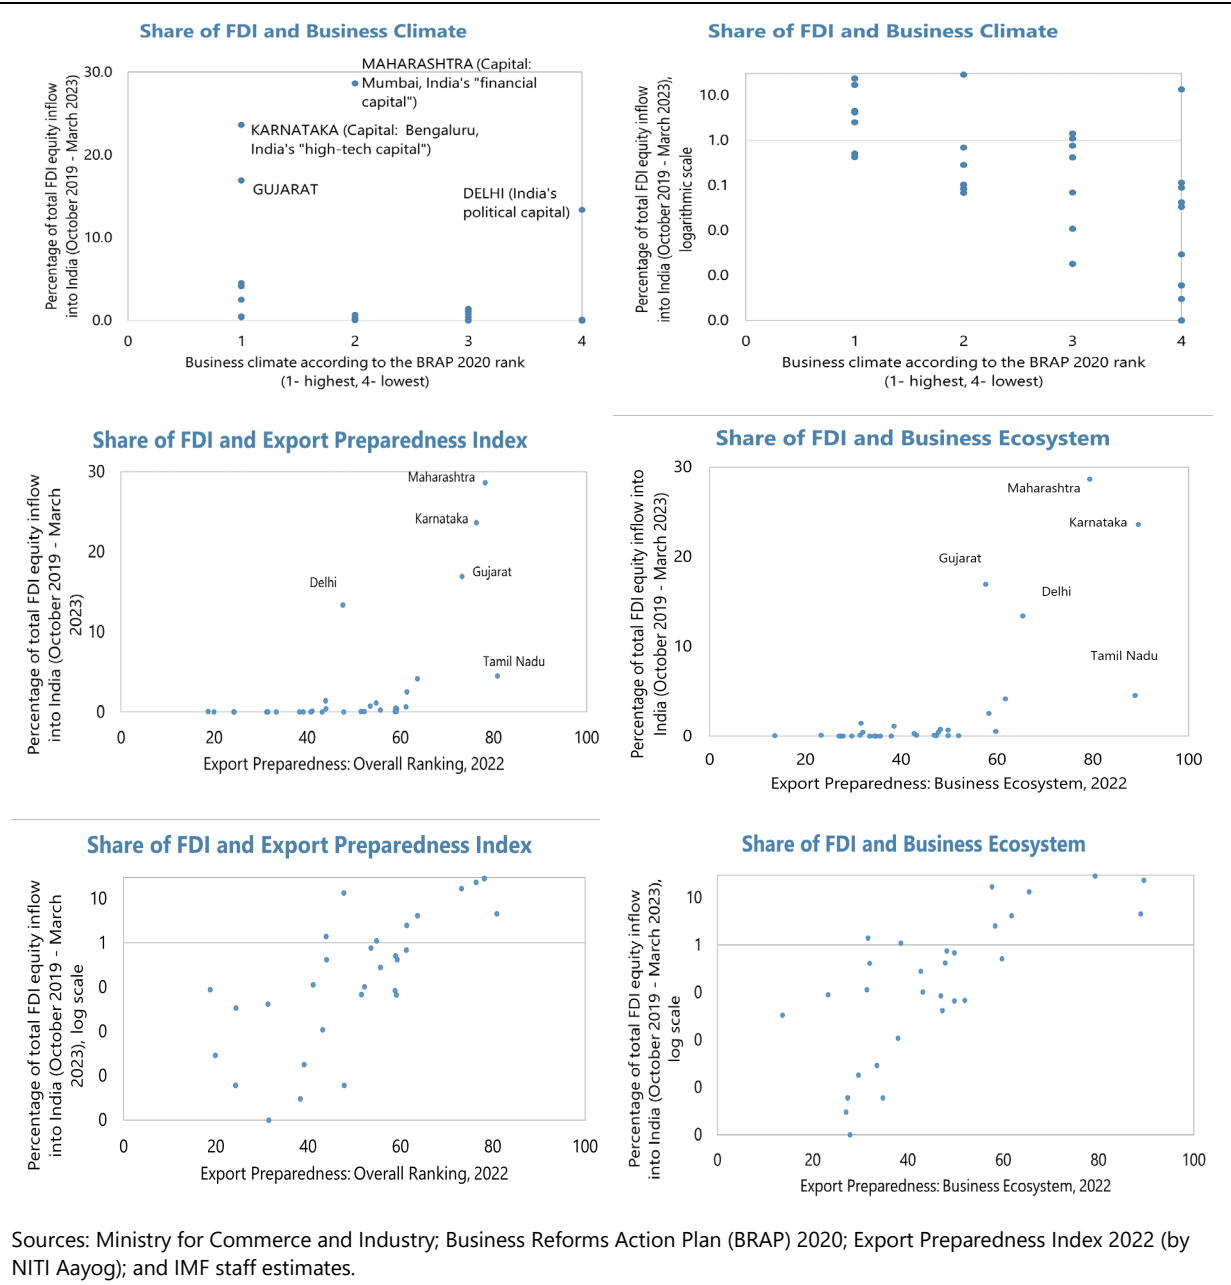 Share of FDI and Business Climate
Percentage of total FDI equity inflow
into India (October 2019 - March 2023)
30.0
20.0
10.0
0.0
MAHARASHTRA (Capital:
Mumbai, India's "financial
capital")
KARNATAKA (Capital: Bengaluru,
India's "high-tech capital")
GUJARAT
DELHI (India's
political capital)
0
1
2
3
4
Business climate according to the BRAP 2020 rank
(1- highest, 4- lowest)
Share of FDI and Business Climate
Percentage of total FDI equity inflow
into India (October 2019 - March 2023),
logarithmic scale
10.0
1.0
0.1
0.0
0.0
0.0
0
1
2
3
4
Business climate according to the BRAP 2020 rank
(1- highest, 4- lowest)
Share of FDI and Export Preparedness Index
Percentage of total FDI equity inflow
into India (October 2019 - March
2023)
30
20
10
0
Maharashtra
Karnataka
Gujarat
Delhi
Tamil Nadu
0
20
40
60
80
100
Export Preparedness: Overall Ranking, 2022
Share of FDI and Business Ecosystem
Percentage of total FDI equity inflow into
India (October 2019 - March 2023)
30
20
10
0
Maharashtra
Karnataka
Gujarat
Delhi
Tamil Nadu
0
20
40
60
80
100
Export Preparedness: Business Ecosystem, 2022
Share of FDI and Export Preparedness Index
Percentage of total FDI equity inflow
into India (October 2019 - March
2023), log scale
10
1
0
0
0
0
0
20
40
60
80
100
Export Preparedness: Overall Ranking, 2022
Share of FDI and Business Ecosystem
Percentage of total FDI equity inflow
into India (October 2019 - March 2023),
log scale
10
1
0
0
0
0
0
20
40
60
80
100
Export Preparedness: Business Ecosystem, 2022
Sources: Ministry for Commerce and Industry; Business Reforms Action Plan (BRAP) 2020; Export Preparedness Index 2022 (by
NITI Aayog); and IMF staff estimates.